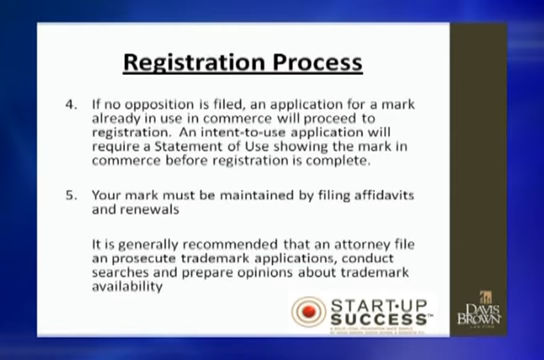 Registration Process
4. If no opposition is filed, an application for a mark
already in use in commerce will proceed to
registration. An intent-to-use application will
require a Statement of Use showing the mark in
commerce before registration is complete.
5. Your mark must be maintained by filing affidavits
and renewals
It is generally recommended that an attorney file
an prosecute trademark applications, conduct
searches and prepare opinions about trademark
availability
START-UP
SUCCESS™
DAVIS
BROWN
LAW FIRM